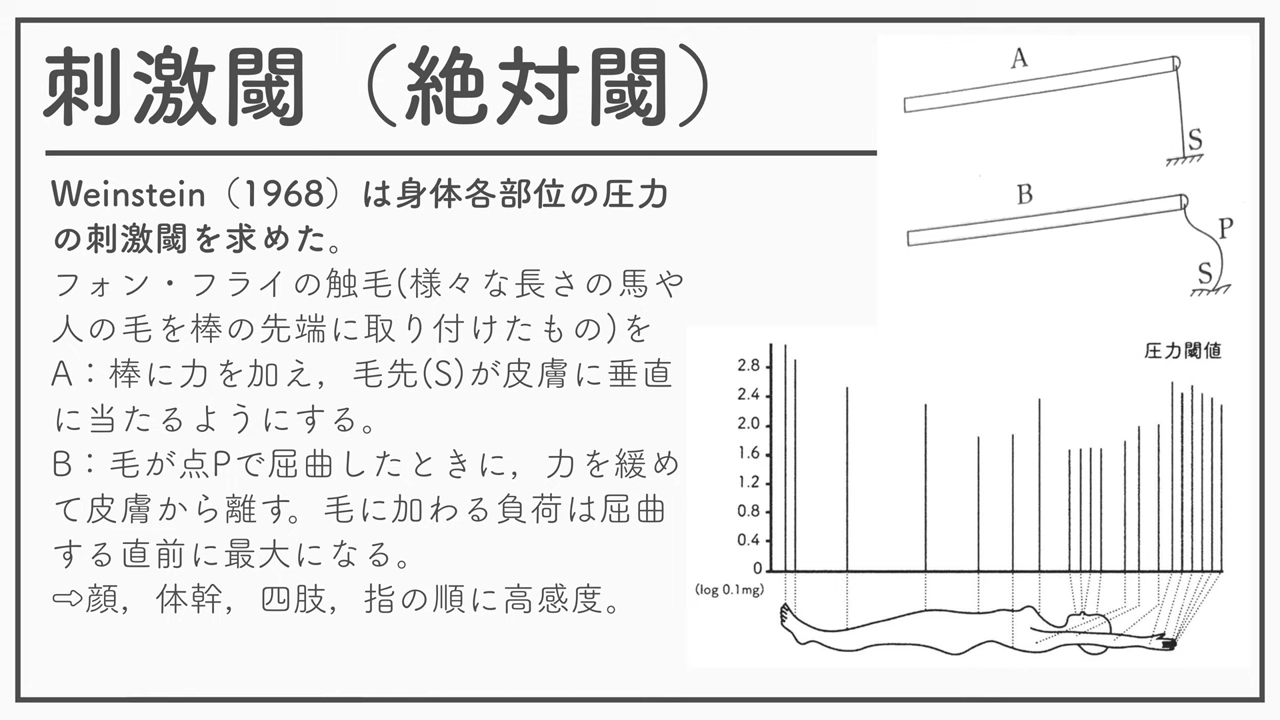 刺激閾（絶対閾）
Weinstein（1968）は身体各部位の圧力
の刺激閾を求めた。
フォン・フライの触毛(様々な長さの馬や
人の毛を棒の先端に取り付けたもの)を
A：棒に力を加え，毛先(S)が皮膚に垂直
に当たるようにする。
B：毛が点Pで屈曲したときに，力を緩め
て皮膚から離す。毛に加わる負荷は屈曲
する直前に最大になる。
⇨顔，体幹，四肢，指の順に高感度。
A
S
B
P
S
圧力閾値
2.8
2.4
2.0
1.6
1.2
0.8
0.4
0
(log 0.1mg)